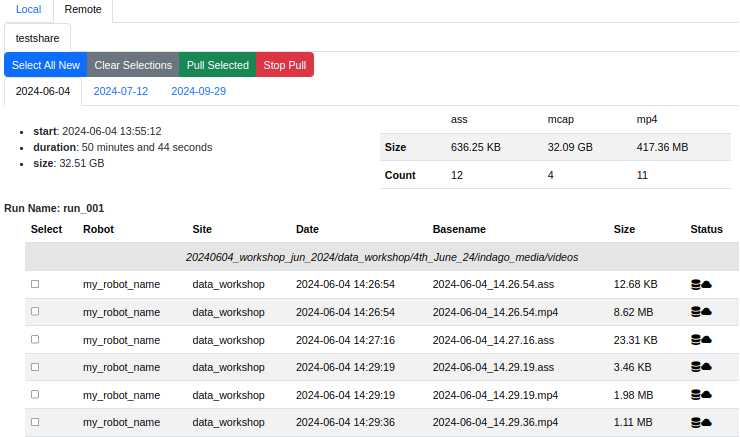 Local Remote
testshare
Select All New Clear Selections Pull Selected Stop Pull
2024-06-04 2024-07-12 2024-09-29
start: 2024-06-04 13:55:12
duration: 50 minutes and 44 seconds
size: 32.51 GB
ass mcap mp4
Size 636.25 KB 32.09 GB 417.36 MB
Count 12 4 11
Run Name: run_001
Select Robot Site Date Basename Size Status
20240604_workshop_jun_2024/data_workshop/4th_June_24/indago_media/videos
my_robot_name data_workshop 2024-06-04 14:26:54 2024-06-04_14.26.54.ass 12.68 KB
my_robot_name data_workshop 2024-06-04 14:26:54 2024-06-04_14.26.54.mp4 8.62 MB
my_robot_name data_workshop 2024-06-04 14:27:16 2024-06-04_14.27.16.ass 23.31 KB
my_robot_name data_workshop 2024-06-04 14:29:19 2024-06-04_14.29.19.ass 3.46 KB
my_robot_name data_workshop 2024-06-04 14:29:19 2024-06-04_14.29.19.mp4 1.98 MB
my_robot_name data_workshop 2024-06-04 14:29:36 2024-06-04_14.29.36.mp4 1.11 MB